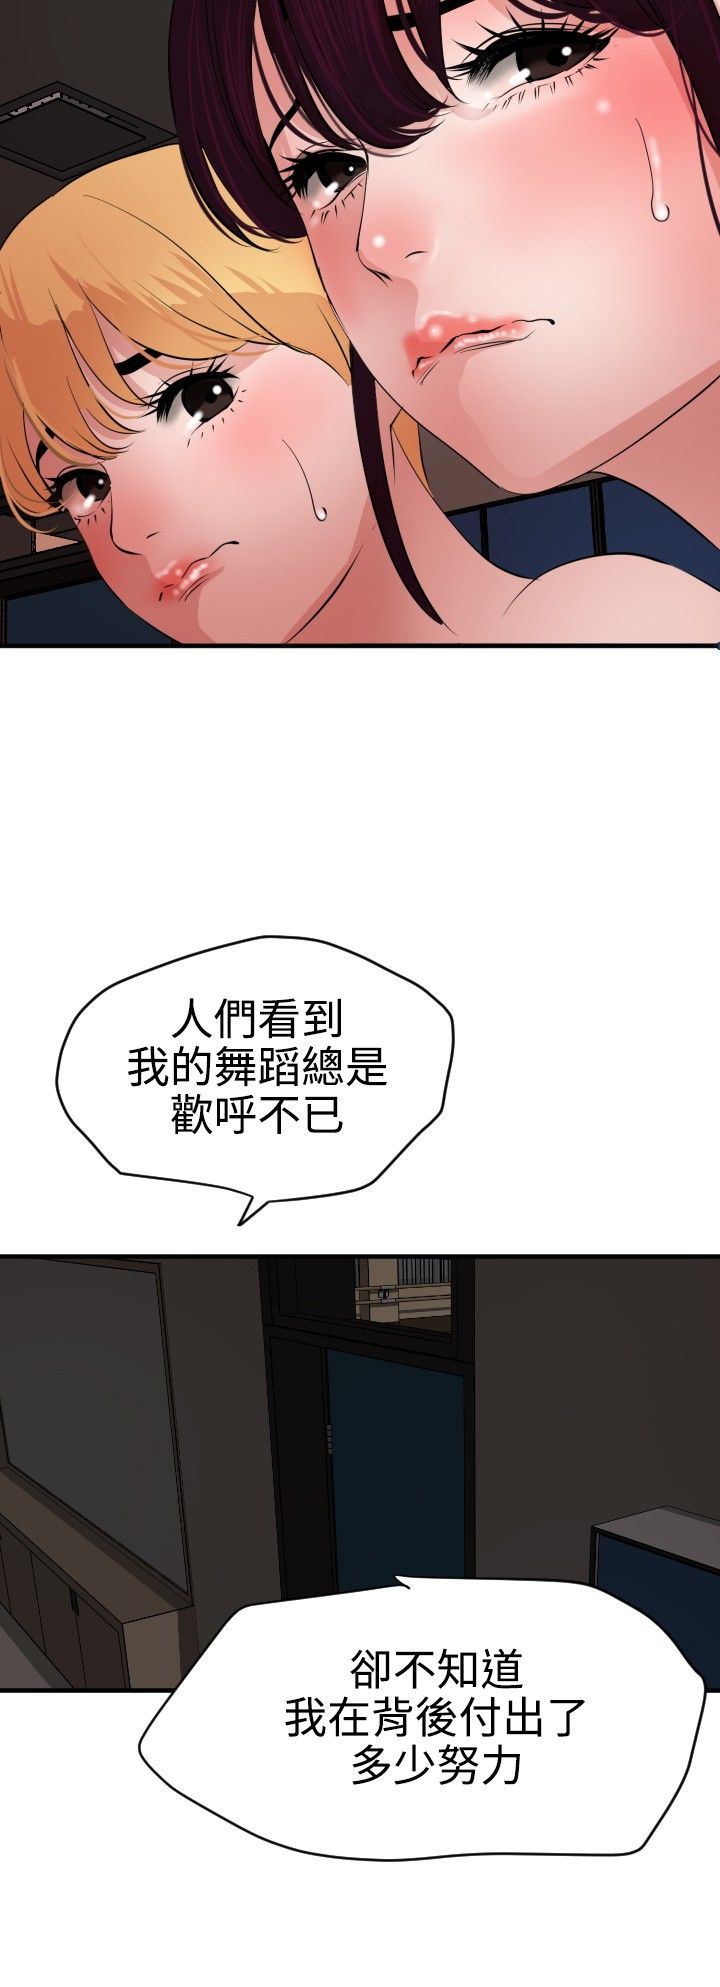 人們看到
我的舞蹈總是
歡呼不已
卻不知道
我在背後付出了
多少努力